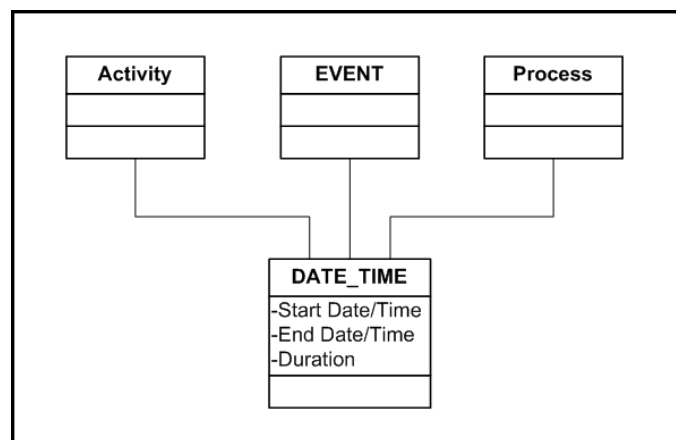 Activity
EVENT
Process
DATE_TIME
-Start Date/Time
-End Date/Time
-Duration